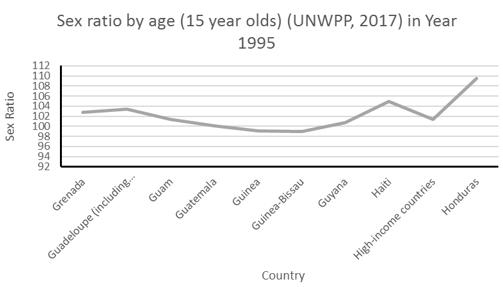 Sex ratio by age (15 year olds) (UNWPP, 2017) in Year
1995
Sex Ratio
112
110
108
106
104
102
100
98
96
94
92
Grenada
Guadeloupe (including...
Guam
Guatemala
Guinea
Guinea-Bissau
Guyana
Haiti
High-income countries
Honduras
Country